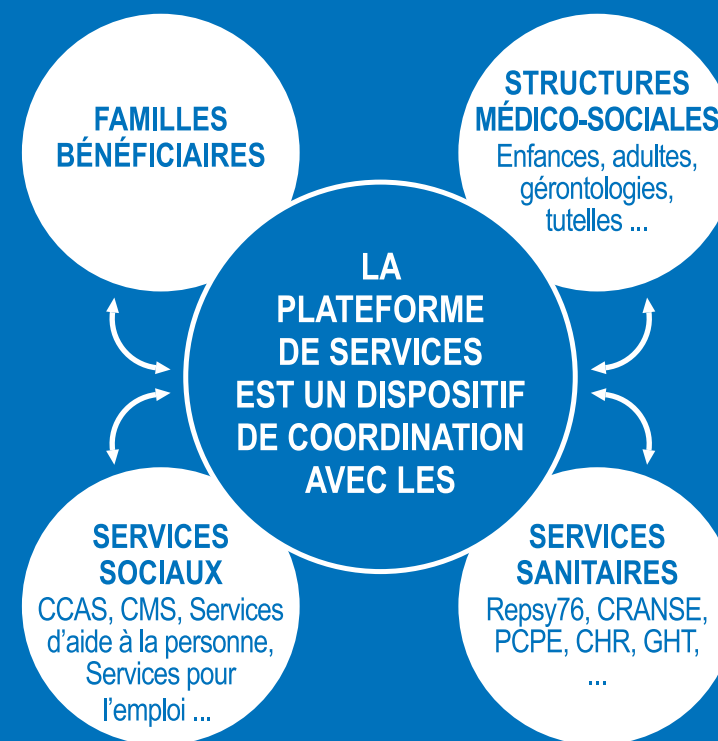 FAMILLES
BÉNÉFICIAIRES
STRUCTURES
MÉDICO-SOCIALES
Enfances, adultes,
gérontologies,
tutelles ...
LA
PLATEFORME
DE SERVICES
EST UN DISPOSITIF
DE COORDINATION
AVEC LES
SERVICES
SOCIAUX
CCAS, CMS, Services
d'aide à la personne,
Services pour
l'emploi ...
SERVICES
SANITAIRES
Repsy76, CRANSE,
PCPE, CHR, GHT,
...